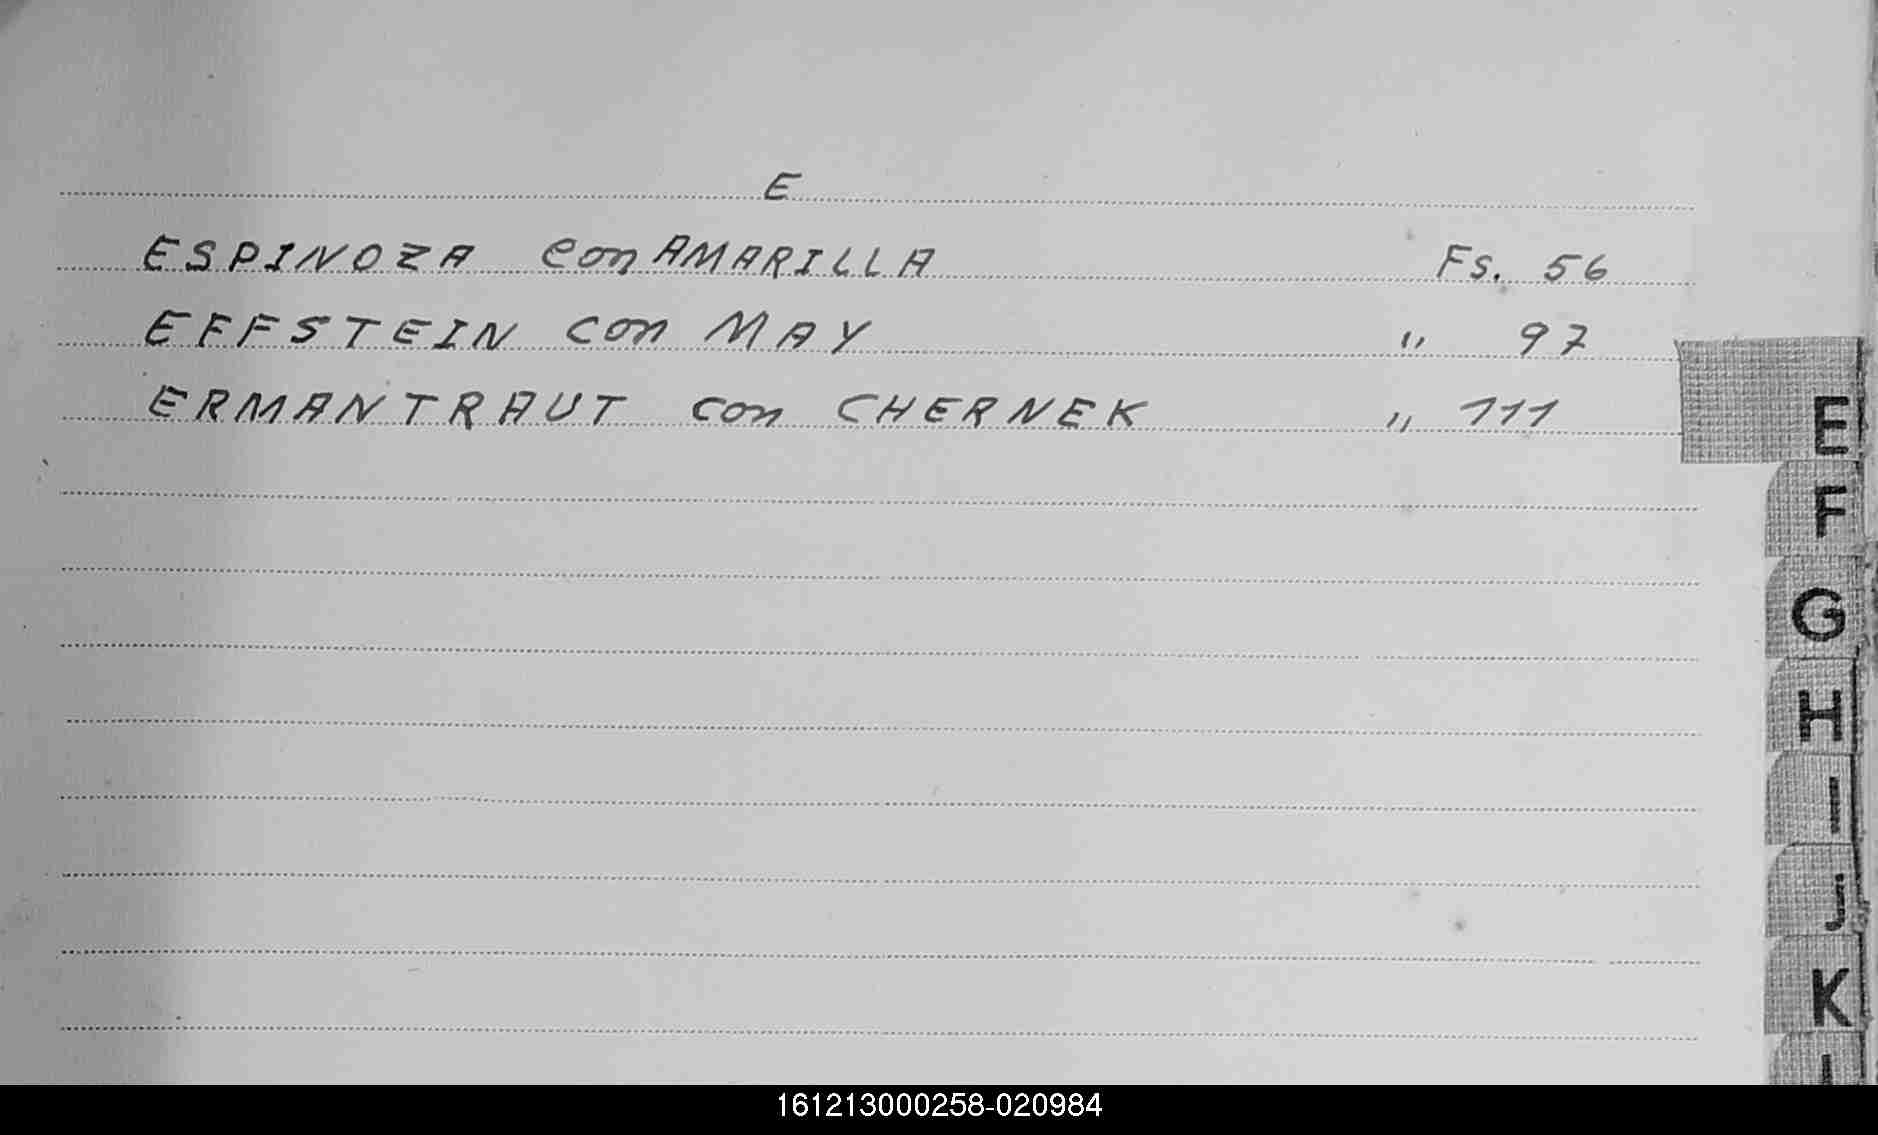 E
ESPINOZA con AMARILLA Fs. 56
EFFSTEIN con MAY " 97
ERMANTRAUT con CHERNEK " 111
E
F
G
H
I
J
K
161213000258-020984